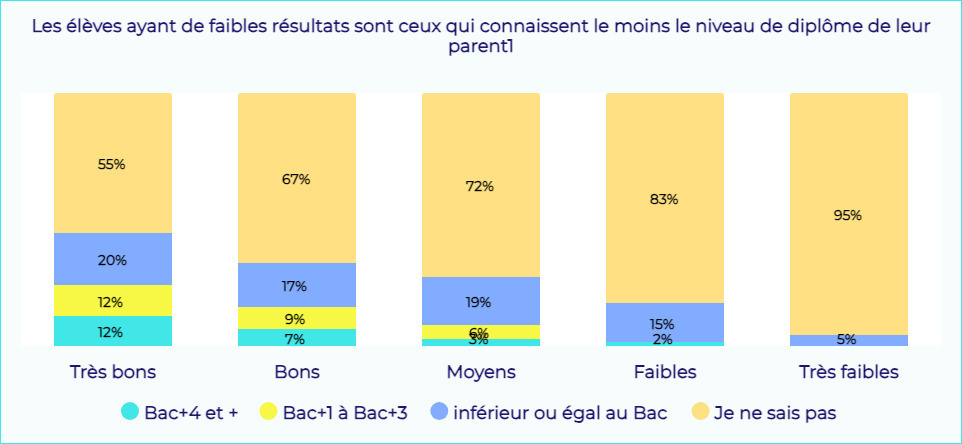 Les élèves ayant de faibles résultats sont ceux qui connaissent le moins le niveau de diplôme de leur
parent1
55% 67% 72% 83% 95%
20% 17% 19% 15% 5%
12% 9% 6% 2%
12% 7% 3%
Très bons Bons Moyens Faibles Très faibles
Bac+4 et + Bac+1 à Bac+3 inférieur ou égal au Bac Je ne sais pas